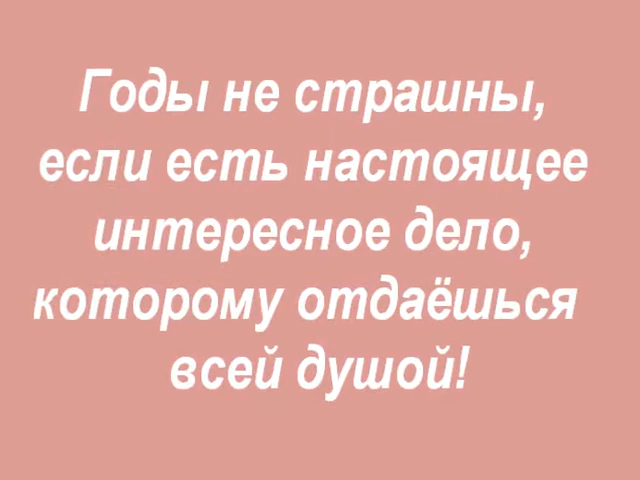 Годы не страшны,
если есть настоящее
интересное дело,
которому отдаёшься
всей душой!